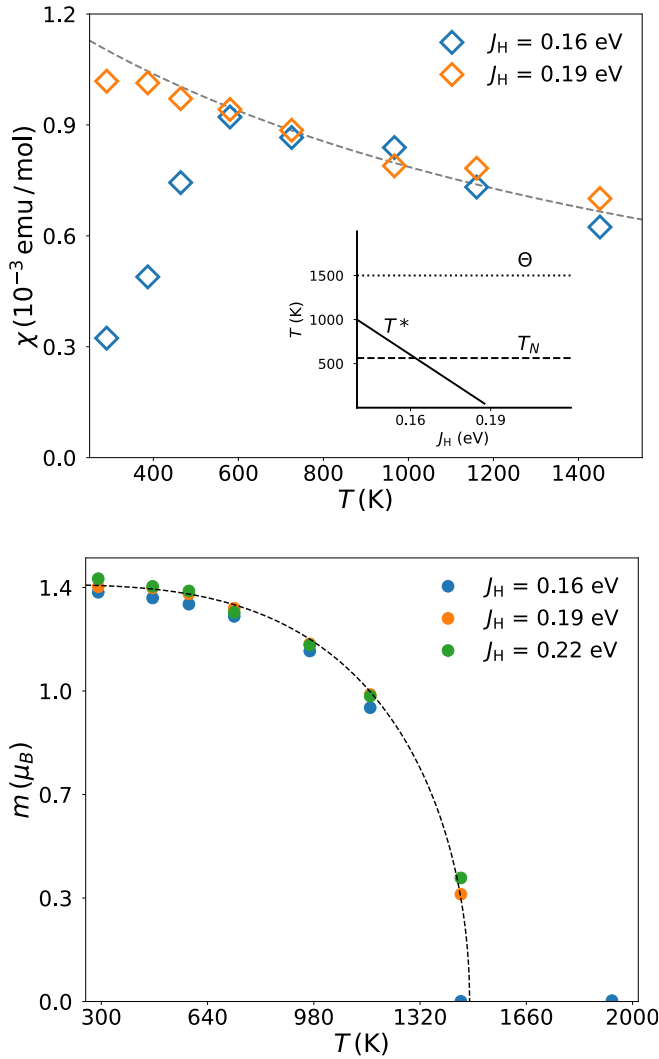 1.2
0.9
0.6
0.3
0.0
χ (10⁻³ emu / mol)
J_H = 0.16 eV
J_H = 0.19 eV
1500
1000
500
T (K)
Θ
T*
T_N
0.16 0.19
J_H (eV)
400 600 800 1000 1200 1400
T (K)
1.4
1.0
0.7
0.3
0.0
m (μ_B)
J_H = 0.16 eV
J_H = 0.19 eV
J_H = 0.22 eV
300 640 980 1320 1660 2000
T (K)